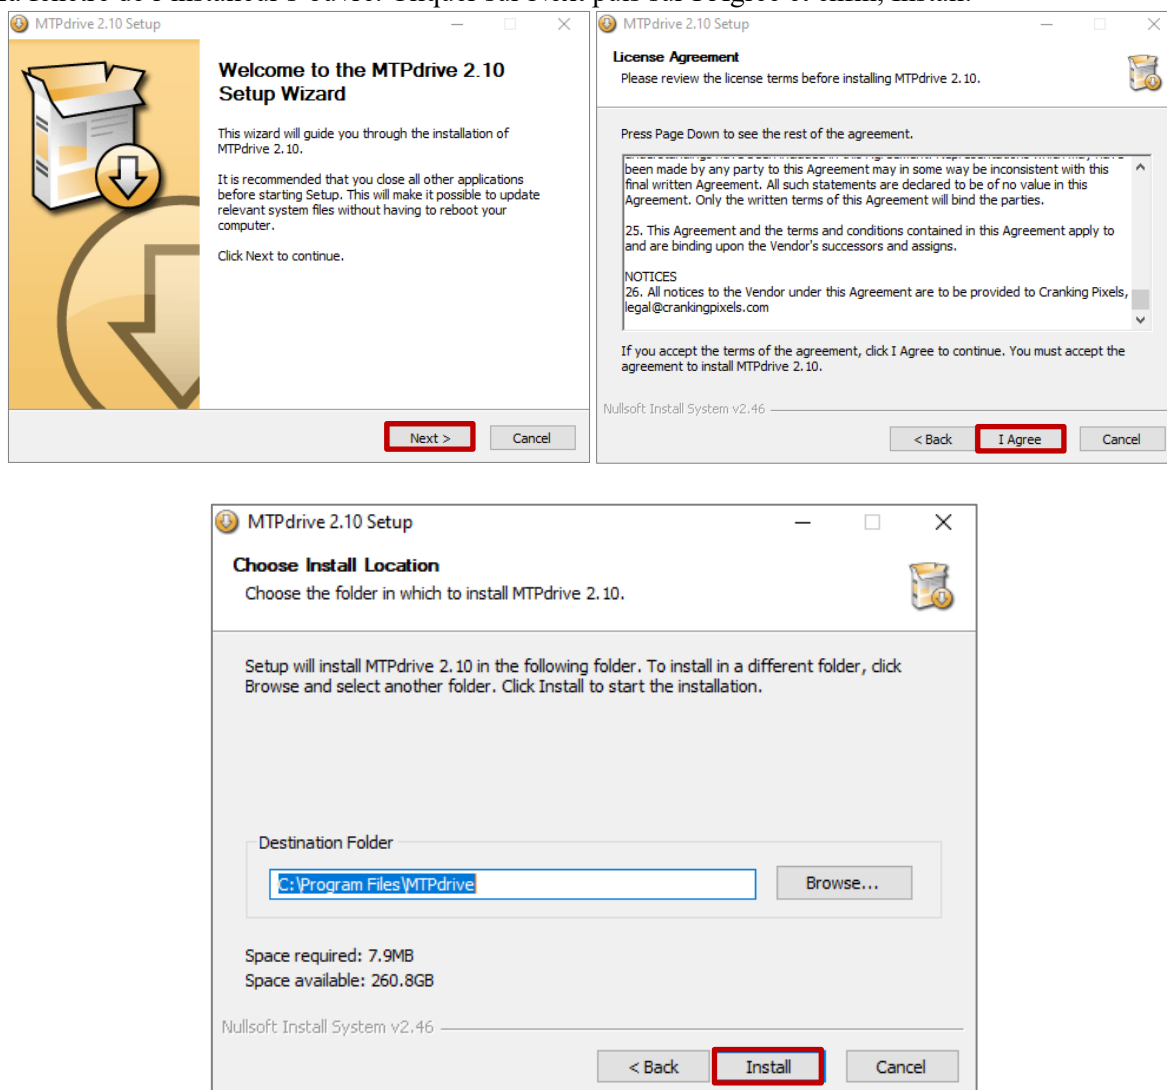 la fenêtre de l'installeur s'ouvre. Cliquer sur Next puis sur I Agree et enfin, Install.
MTPdrive 2.10 Setup
Welcome to the MTPdrive 2.10
Setup Wizard
This wizard will guide you through the installation of
MTPdrive 2.10.
It is recommended that you close all other applications
before starting Setup. This will make it possible to update
relevant system files without having to reboot your
computer.
Click Next to continue.
Next >
Cancel
MTPdrive 2.10 Setup
License Agreement
Please review the license terms before installing MTPdrive 2.10.
Press Page Down to see the rest of the agreement.
been made by any party to this Agreement may in some way be inconsistent with this
final written Agreement. All such statements are declared to be of no value in this
Agreement. Only the written terms of this Agreement will bind the parties.
25. This Agreement and the terms and conditions contained in this Agreement apply to
and are binding upon the Vendor's successors and assigns.
NOTICES
26. All notices to the Vendor under this Agreement are to be provided to Cranking Pixels,
legal@crankingpixels.com
If you accept the terms of the agreement, click I Agree to continue. You must accept the
agreement to install MTPdrive 2.10.
Nullsoft Install System v2.46
< Back
I Agree
Cancel
MTPdrive 2.10 Setup
Choose Install Location
Choose the folder in which to install MTPdrive 2.10.
Setup will install MTPdrive 2.10 in the following folder. To install in a different folder, click
Browse and select another folder. Click Install to start the installation.
Destination Folder
C:\Program Files\MTPdrive
Browse...
Space required: 7.9MB
Space available: 260.8GB
Nullsoft Install System v2.46
< Back
Install
Cancel